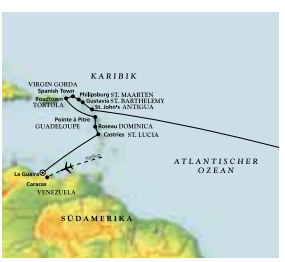 KARIBIK
VIRGIN GORDA
Spanish Town
Philipsburg ST. MAARTEN
Roadtown
Gustavia ST. BARTHELEMY
TORTOLA
St. John's ANTIGUA
Pointe à Pitre
GUADELOUPE
Roseau DOMINICA
Castries ST. LUCIA
ATLANTISCHER
OZEAN
La Guaira
Caracas
VENEZUELA
SÜDAMERIKA